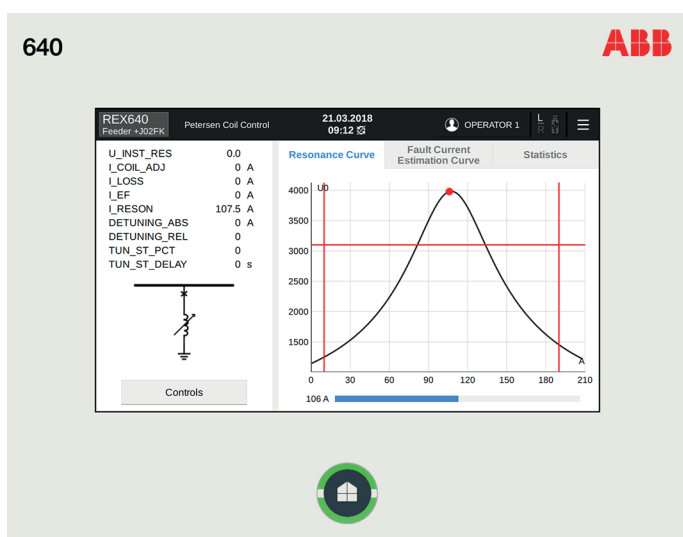 640
ABB
REX640
Feeder +J02FK
Petersen Coil Control
21.03.2018
09:12
OPERATOR 1
L
R
U_INST_RES 0.0
I_COIL_ADJ 0 A
I_LOSS 0 A
I_EF 0 A
I_RESON 107.5 A
DETUNING_ABS 0 A
DETUNING_REL 0
TUN_ST_PCT 0
TUN_ST_DELAY 0 s
Controls
Resonance Curve
Fault Current
Estimation Curve
Statistics
U0
4000
3500
3000
2500
2000
1500
A
0 30 60 90 120 150 180 210
106 A